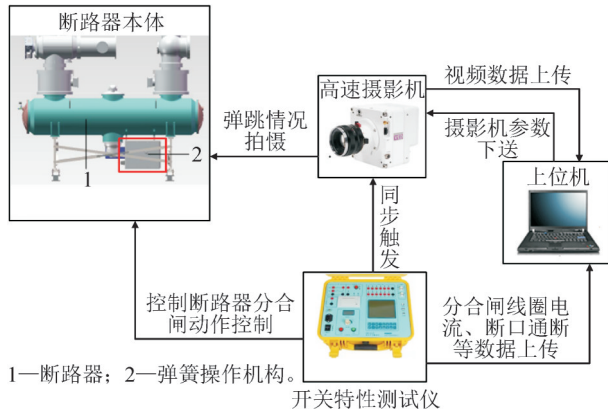 断路器本体
1
2
弹跳情况
拍摄
高速摄影机
视频数据上传
摄影机参数
下送
上位机
同步触发
控制断路器分合
闸动作控制
分合闸线圈电
流、断口通断
等数据上传
1—断路器；2—弹簧操作机构。
开关特性测试仪